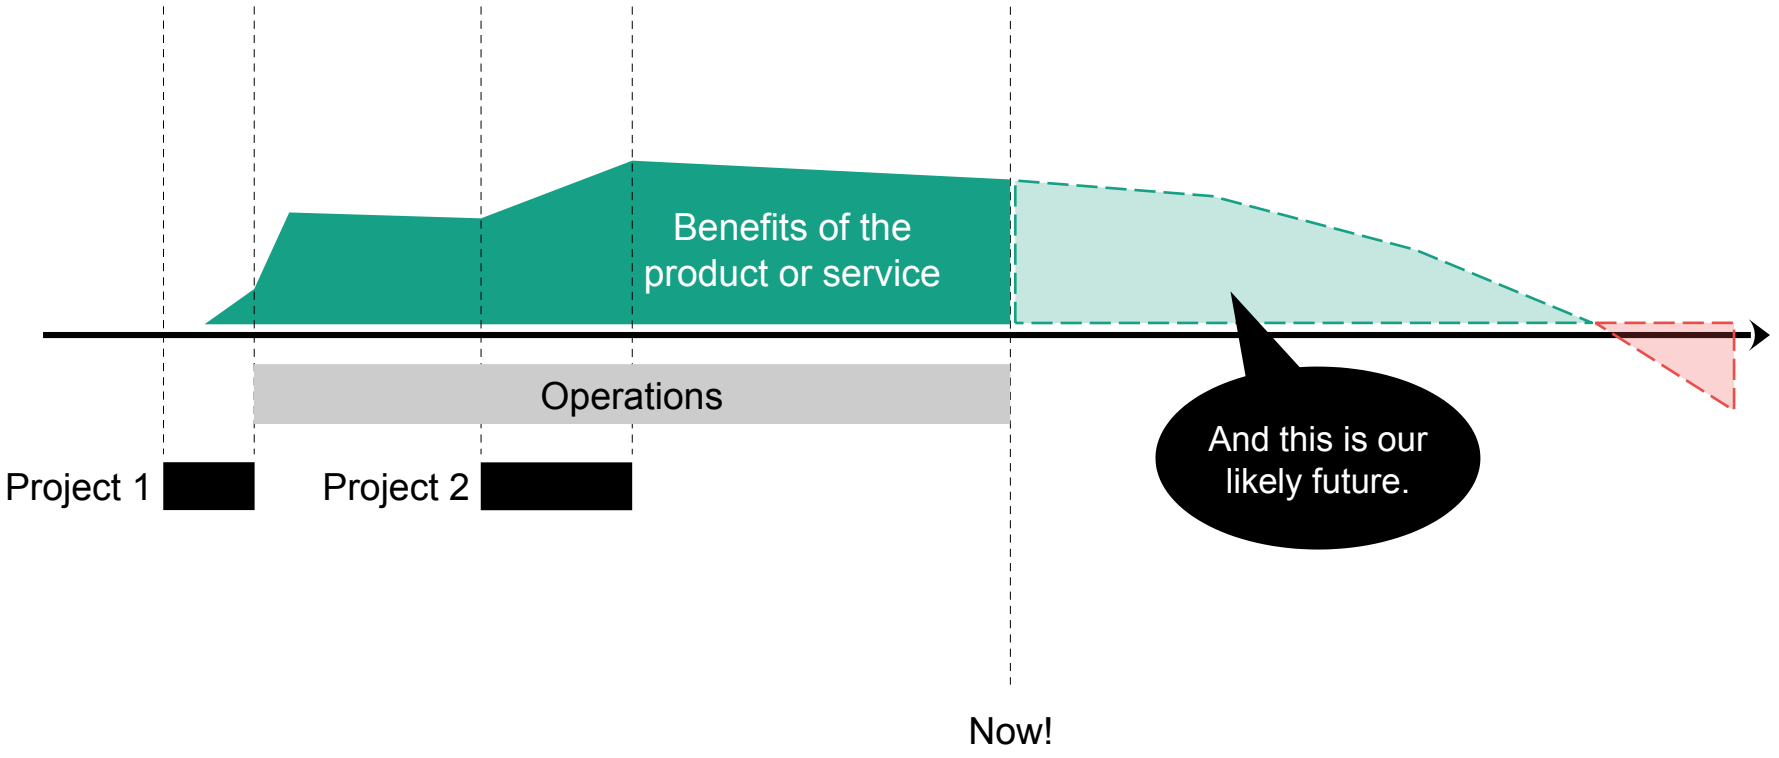 Benefits of the
product or service
Operations
And this is our
likely future.
Project 1
Project 2
Now!